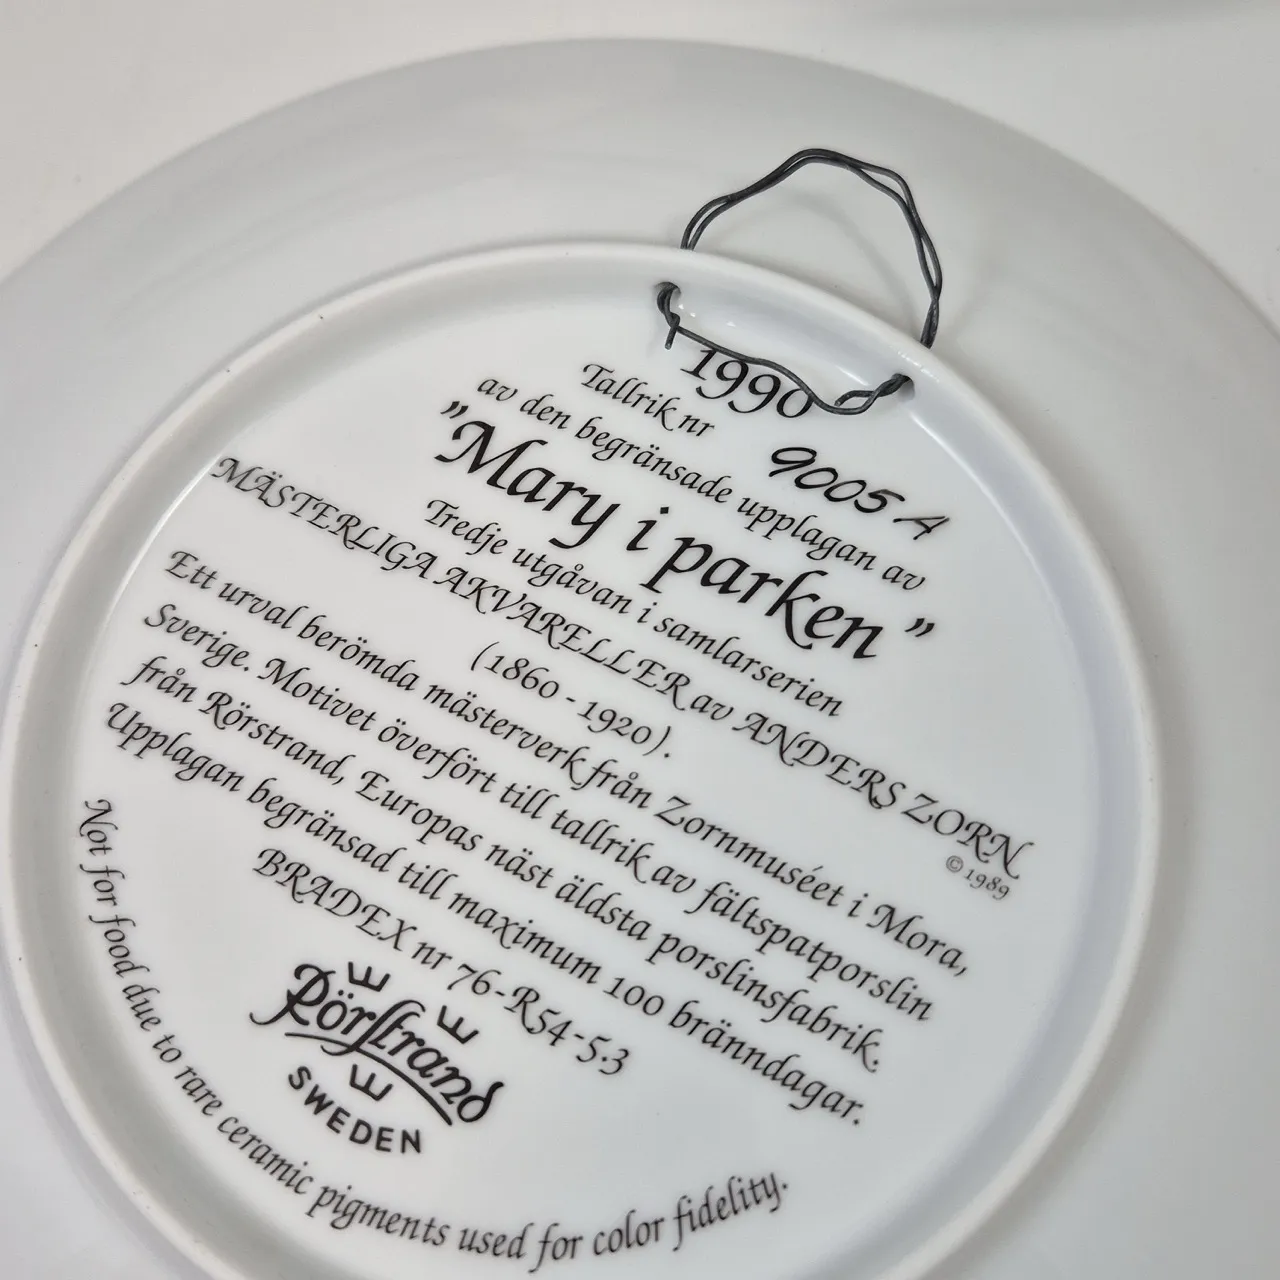 1990
Tallrik nr 9005 A
av den begränsade upplagan av
"Mary i parken"
Tredje utgåvan i samlarserien
MÄSTERLIGA AKVARELLER av ANDERS ZORN
(1860 - 1920).
© 1989
Ett urval berömda mästerverk från Zornmuséet i Mora,
Sverige. Motivet överfört till tallrik av fältspatporslin
från Rörstrand, Europas näst äldsta porslinsfabrik.
Upplagan begränsad till maximum 100 bränndagar.
BRADEX nr 76-R54-5.3
Rörstrand
SWEDEN
Not for food due to rare ceramic pigments used for color fidelity.